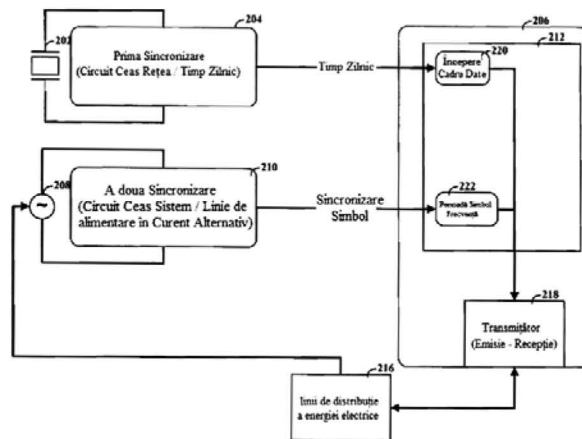 202
204
Prima Sincronizare
(Circuit Ceas Rețea / Timp Zilnic)
Timp Zilnic
206
212
220
Începere
Cadru Date
208
210
A doua Sincronizare
(Circuit Ceas Sistem / Linie de
alimentare în Curent Alternativ)
Sincronizare
Simbol
222
Perioadă Simbol
Frecvență
218
Transmițător
(Emisie - Recepție)
216
linii de distribuție
a energiei electrice